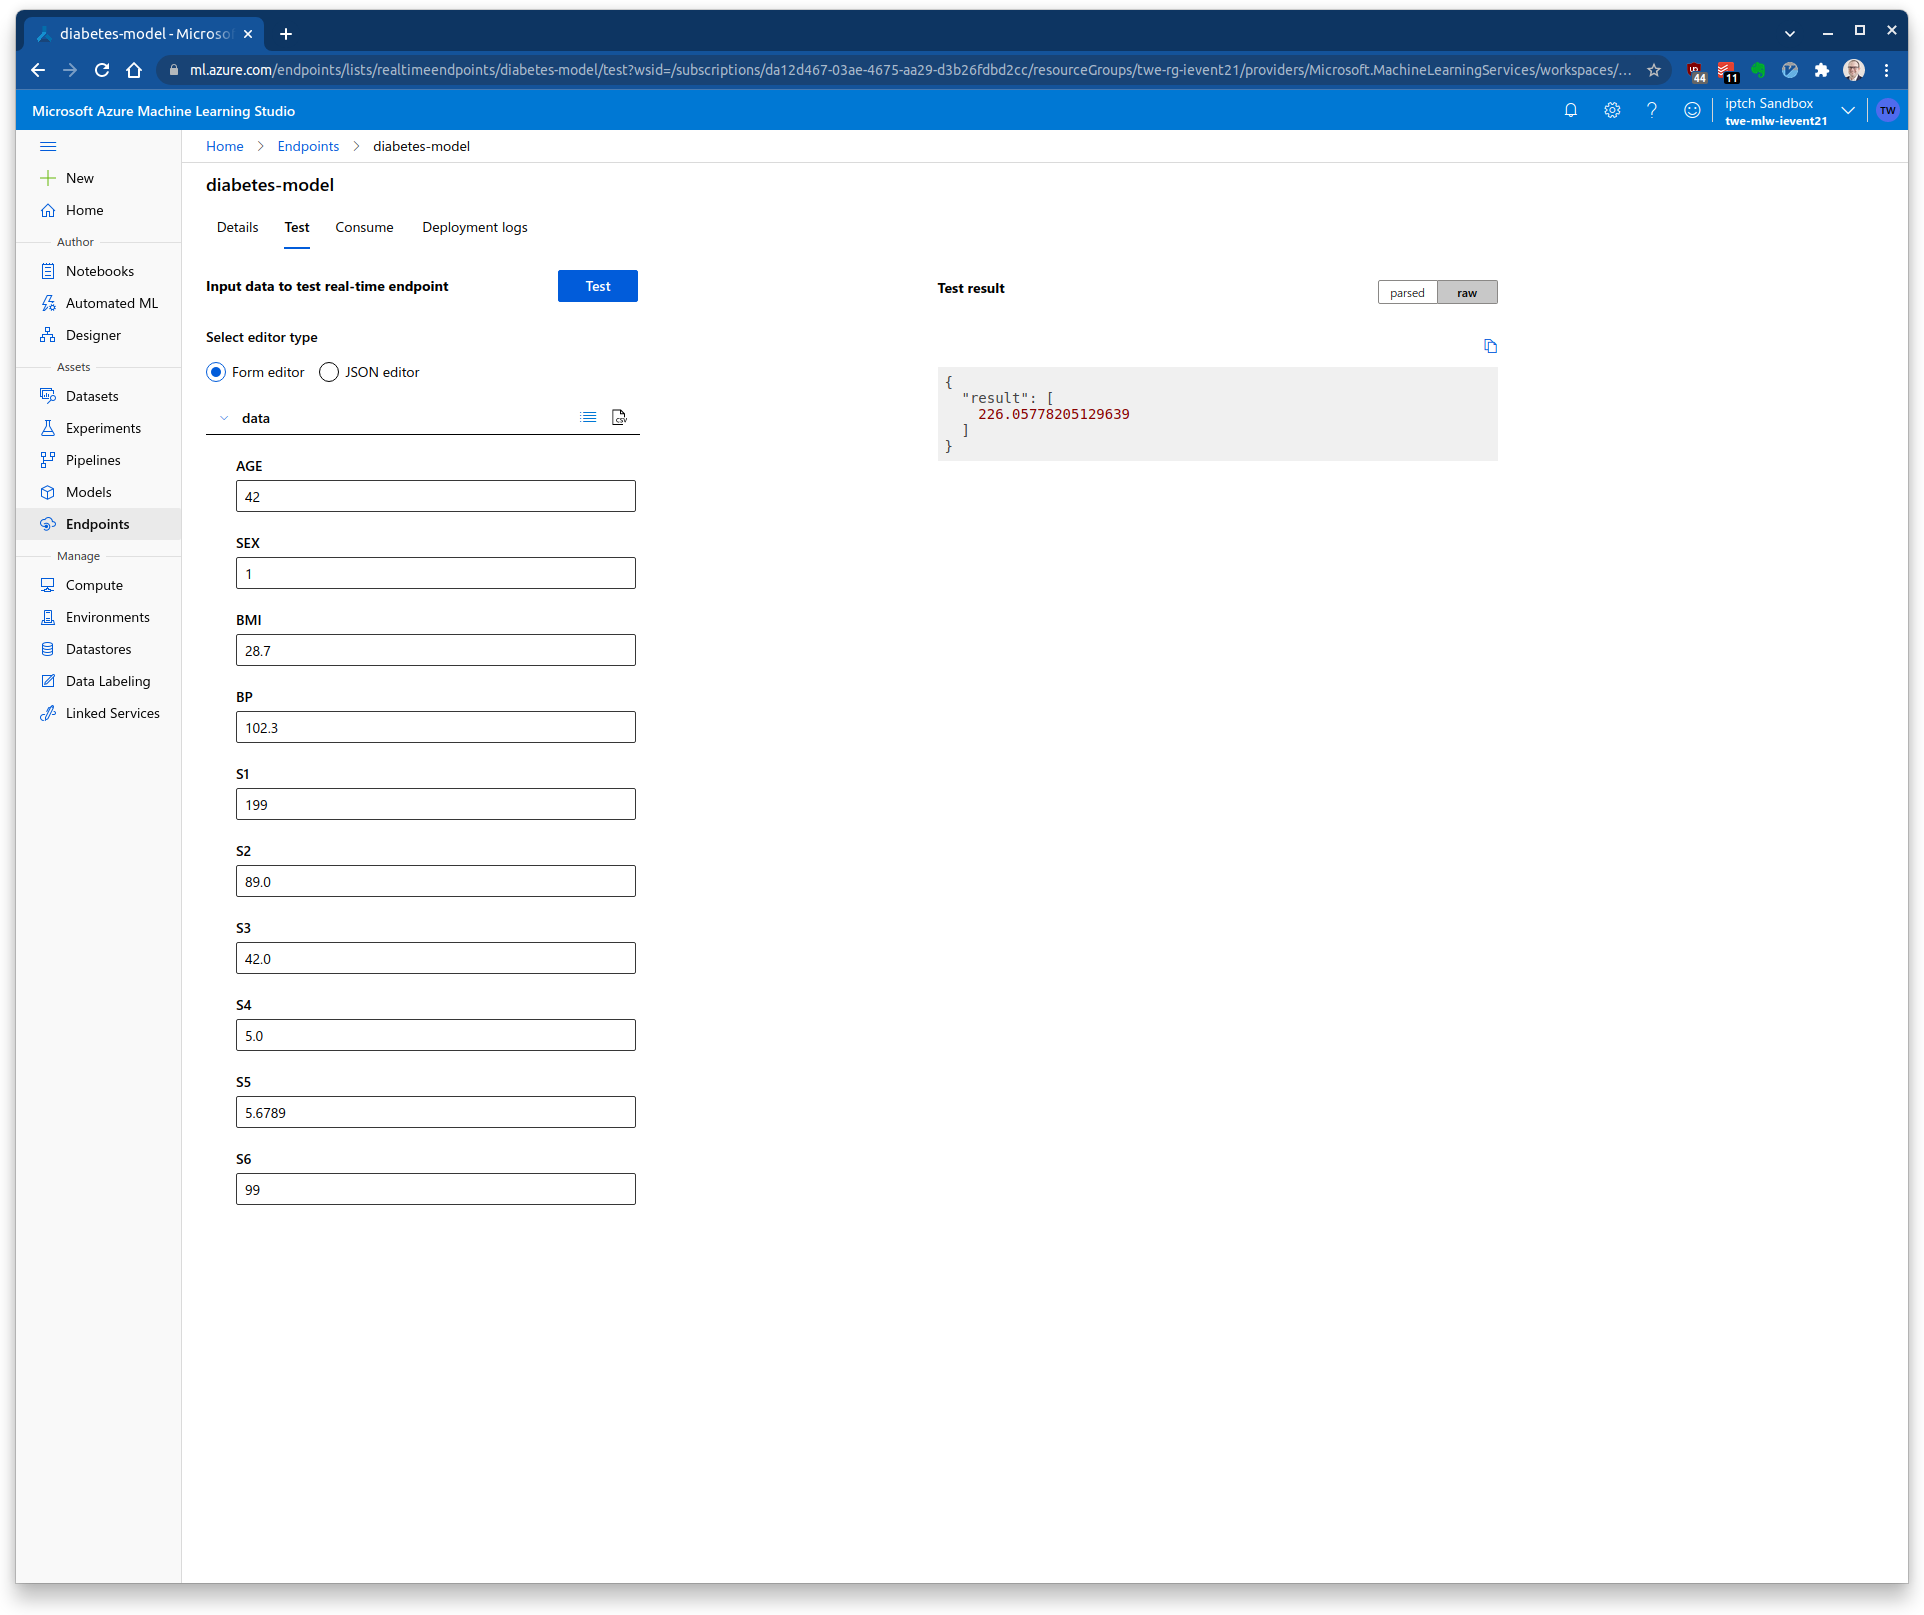 diabetes-model - Microso
ml.azure.com/endpoints/lists/realtimeendpoints/diabetes-model/test?wsid=/subscriptions/da12d467-03ae-4675-aa29-d3b26fdbd2cc/resourceGroups/twe-rg-ievent21/providers/Microsoft.MachineLearningServices/workspaces/...
44
11
Microsoft Azure Machine Learning Studio
iptch Sandbox
twe-mlw-ievent21
TW
Home > Endpoints > diabetes-model
New
Home
Author
Notebooks
Automated ML
Designer
Assets
Datasets
Experiments
Pipelines
Models
Endpoints
Manage
Compute
Environments
Datastores
Data Labeling
Linked Services
diabetes-model
Details Test Consume Deployment logs
Input data to test real-time endpoint
Test
Select editor type
Form editor JSON editor
data
CSV
AGE
42
SEX
1
BMI
28.7
BP
102.3
S1
199
S2
89.0
S3
42.0
S4
5.0
S5
5.6789
S6
99
Test result
parsed raw
{
"result": [
226.05778205129639
]
}